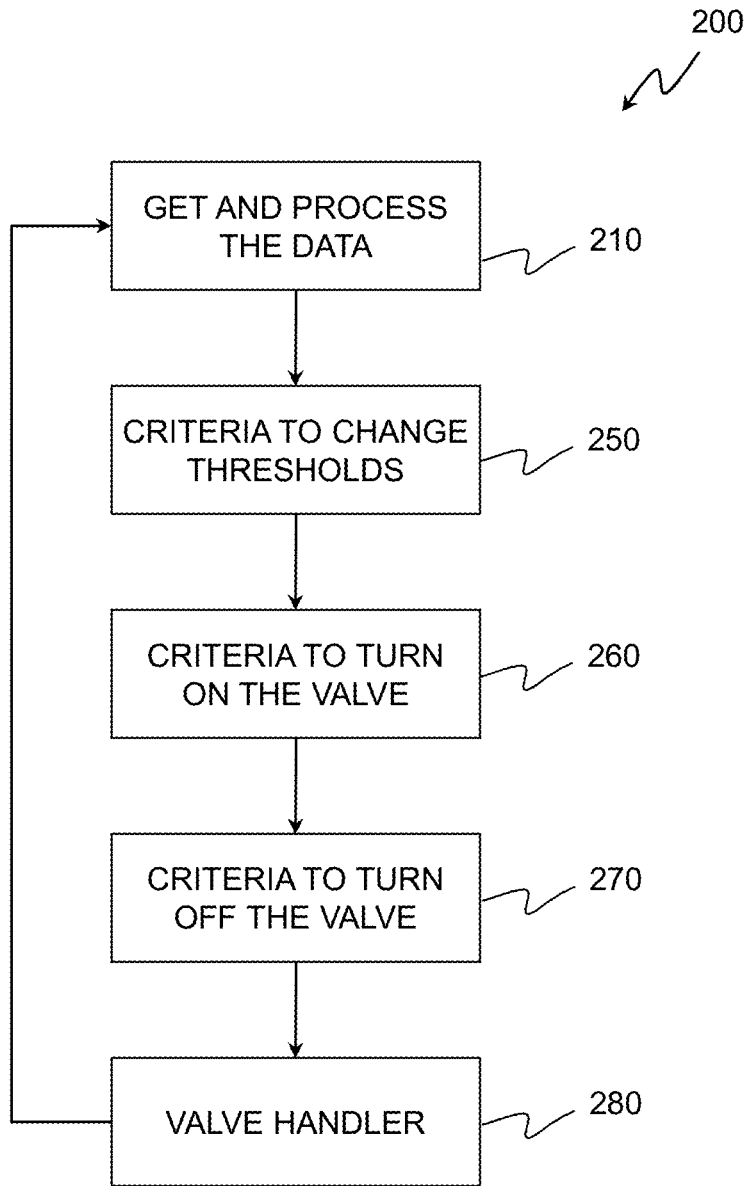 200
GET AND PROCESS
THE DATA
210
CRITERIA TO CHANGE
THRESHOLDS
250
CRITERIA TO TURN
ON THE VALVE
260
CRITERIA TO TURN
OFF THE VALVE
270
VALVE HANDLER
280